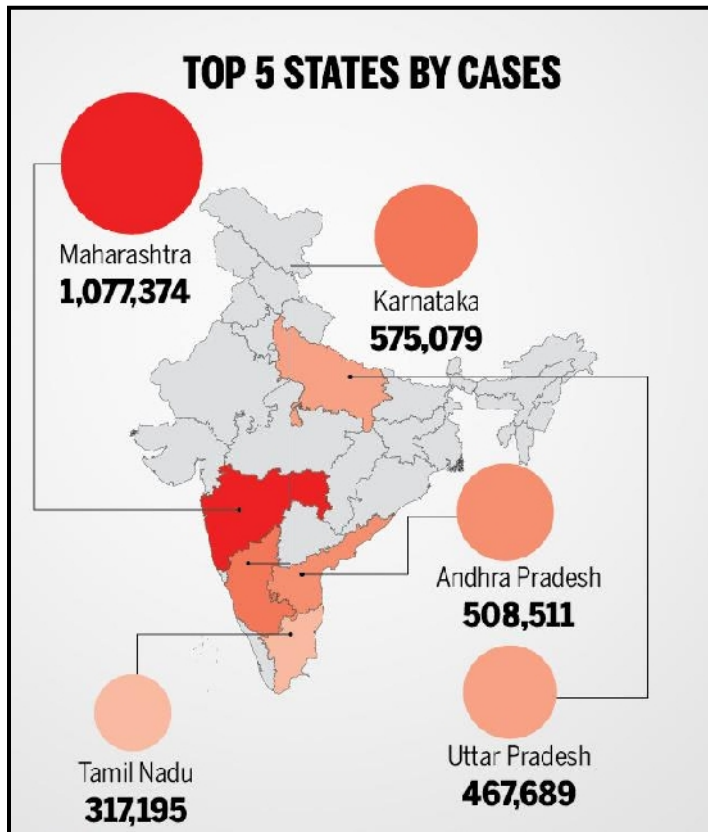 TOP 5 STATES BY CASES
Maharashtra
1,077,374
Karnataka
575,079
Andhra Pradesh
508,511
Tamil Nadu
317,195
Uttar Pradesh
467,689